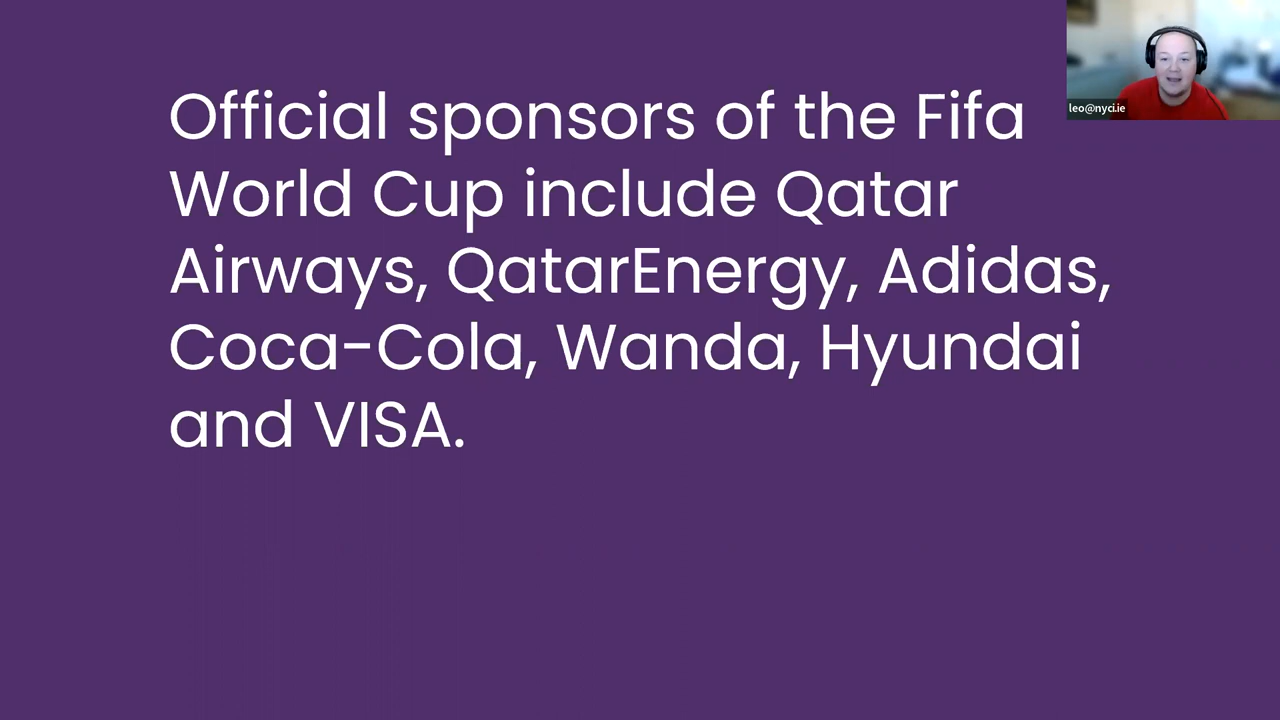 Official sponsors of the Fifa
World Cup include Qatar
Airways, QatarEnergy, Adidas,
Coca-Cola, Wanda, Hyundai
and VISA.
leo@nyci.ie